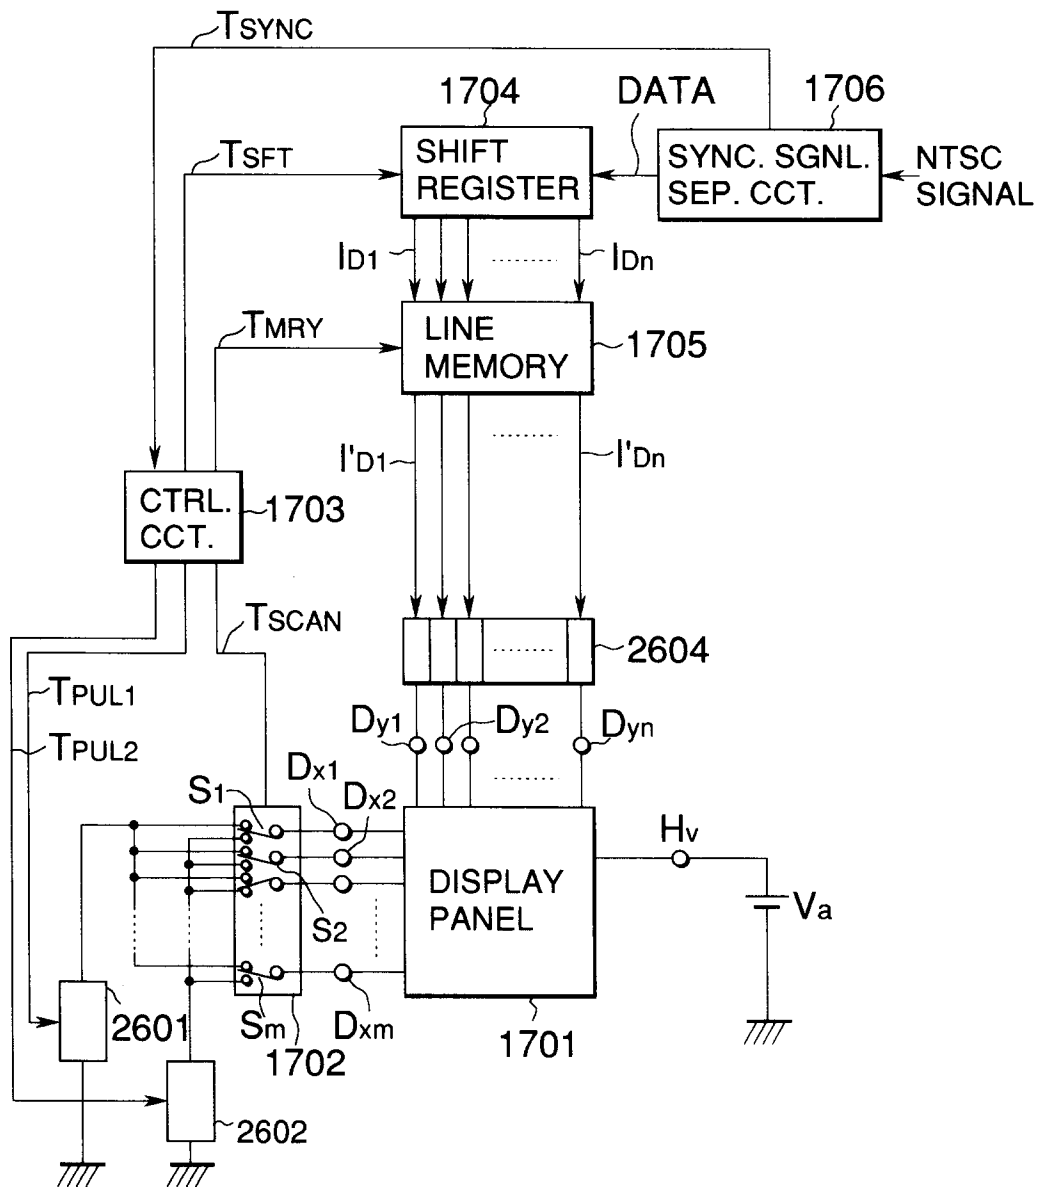 TSYNC
1704
DATA
1706
TSFT
SHIFT
REGISTER
SYNC. SGNL.
SEP. CCT.
NTSC
SIGNAL
ID1
IDn
TMRY
LINE
MEMORY
1705
I'D1
I'Dn
CTRL.
CCT.
1703
TSCAN
2604
TPUL1
TPUL2
Dy1
Dy2
Dyn
S1
Dx1
Dx2
Hv
DISPLAY
PANEL
Va
S2
2601
Sm
Dxm
1702
1701
2602